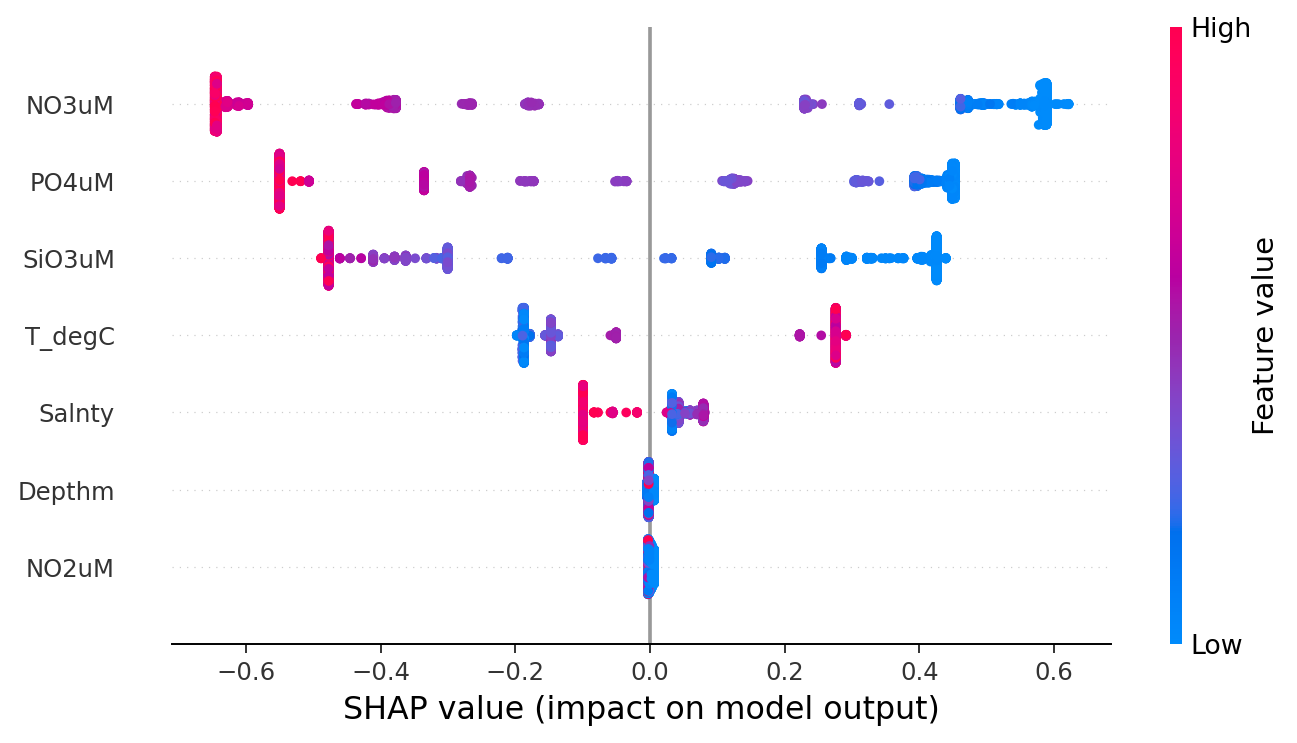 High
NO3uM
PO4uM
SiO3uM
T_degC
Salnty
Depthm
NO2uM
Feature value
Low
−0.6 −0.4 −0.2 0.0 0.2 0.4 0.6
SHAP value (impact on model output)